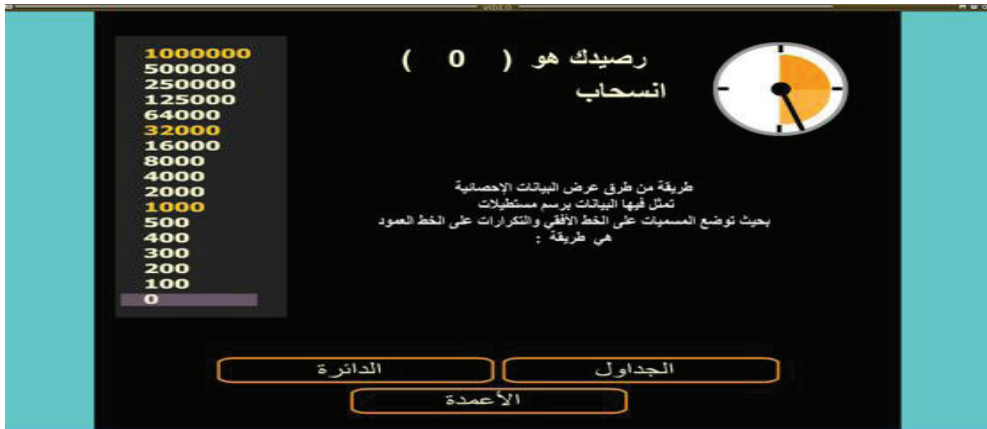 VIDEO
رصيدك هو ( 0 )
انسحاب
1000000
500000
250000
125000
64000
32000
16000
8000
4000
2000
1000
500
400
300
200
100
0
طريقة من طرق عرض البيانات الإحصائية
تمثل فيها البيانات برسم مستطيلات
بحيث توضع المسميات على الخط الأفقي والتكرارات على الخط العمود
هي طريقة :
الجداول
الدائرة
الأعمدة